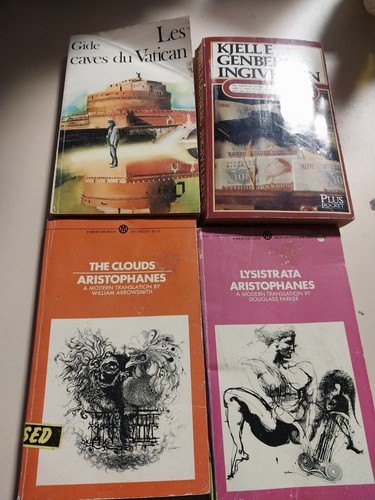 Gide
Les
caves du Vatican
KJELL E.
GENBERG
PLUS
POCKET
THE CLOUDS
ARISTOPHANES
A MODERN TRANSLATION BY
WILLIAM ARROWSMITH
SED
LYSISTRATA
ARISTOPHANES
A MODERN TRANSLATION BY
DOUGLASS PARKER